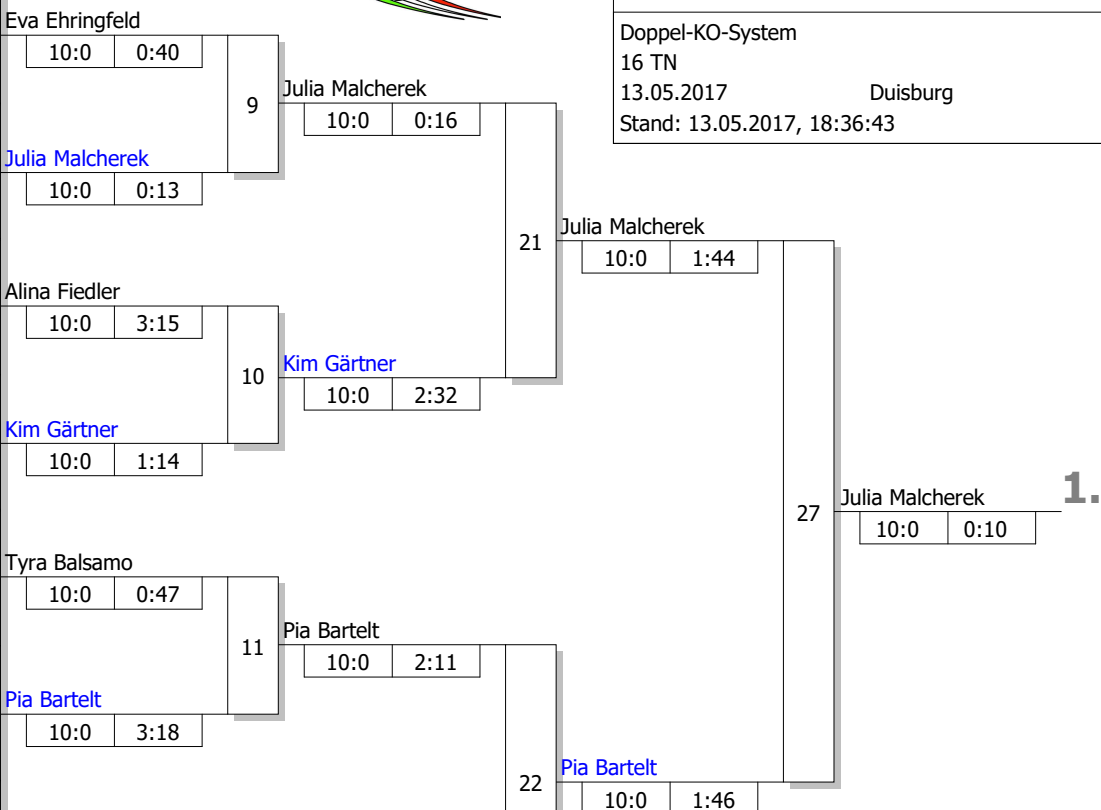 Eva Ehringfeld
10:0 0:40
9
Julia Malcherek
10:0 0:16
Julia Malcherek
10:0 0:13
Doppel-KO-System
16 TN
13.05.2017 Duisburg
Stand: 13.05.2017, 18:36:43
21
Julia Malcherek
10:0 1:44
Alina Fiedler
10:0 3:15
10
Kim Gärtner
10:0 2:32
Kim Gärtner
10:0 1:14
27
Julia Malcherek
10:0 0:10
1.
Tyra Balsamo
10:0 0:47
11
Pia Bartelt
10:0 2:11
Pia Bartelt
10:0 3:18
22
Pia Bartelt
10:0 1:46